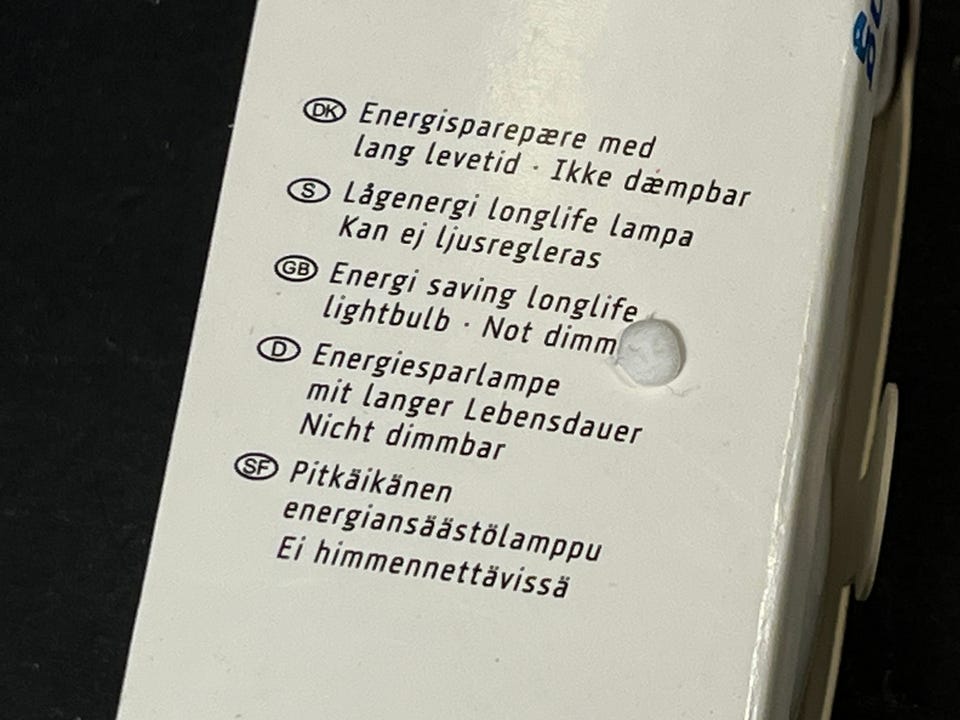 DK Energisparepære med
lang levetid · Ikke dæmpbar
S Lågenergi longlife lampa
Kan ej ljusregleras
GB Energi saving longlife
lightbulb · Not
D Energiesparlampe
mit langer Lebensdauer
Nicht dimmbar
SF Pitkäikänen
energiansäästölamppu
Ei himmennettävissä